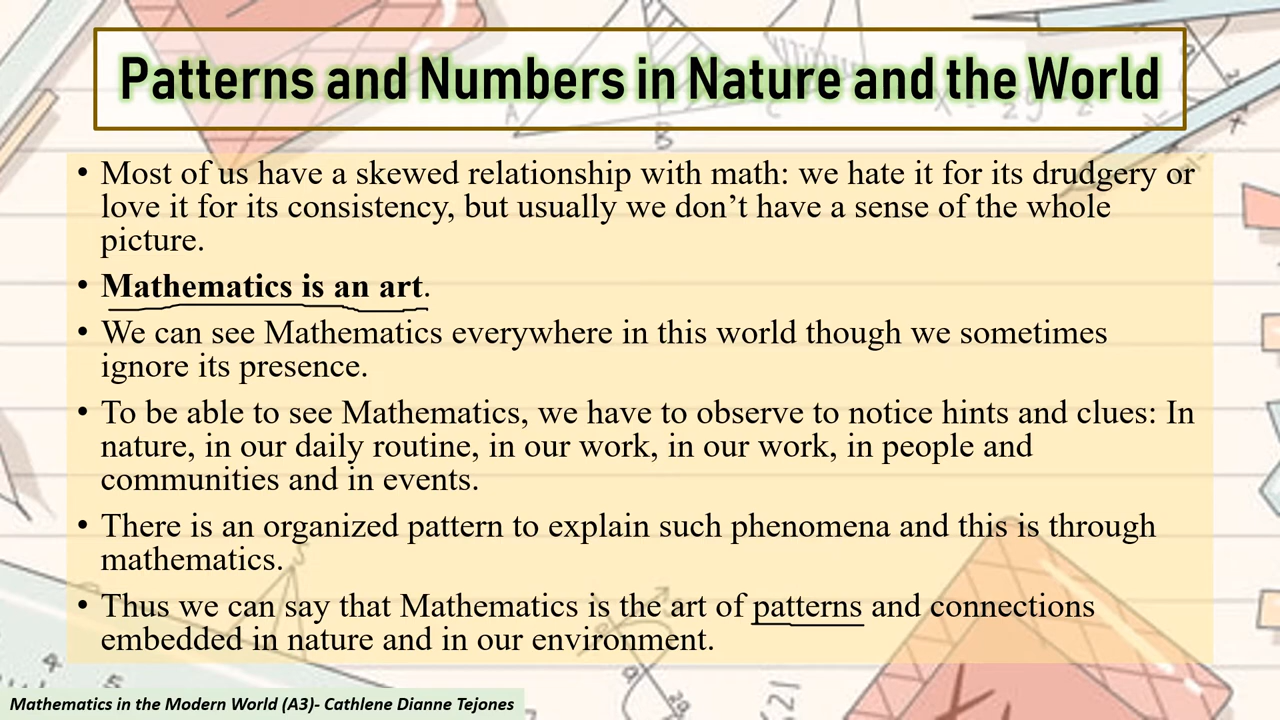 Patterns and Numbers in Nature and the World
• Most of us have a skewed relationship with math: we hate it for its drudgery or
love it for its consistency, but usually we don’t have a sense of the whole
picture.
• Mathematics is an art.
• We can see Mathematics everywhere in this world though we sometimes
ignore its presence.
• To be able to see Mathematics, we have to observe to notice hints and clues: In
nature, in our daily routine, in our work, in our work, in people and
communities and in events.
• There is an organized pattern to explain such phenomena and this is through
mathematics.
• Thus we can say that Mathematics is the art of patterns and connections
embedded in nature and in our environment.
Mathematics in the Modern World (A3)- Cathlene Dianne Tejones